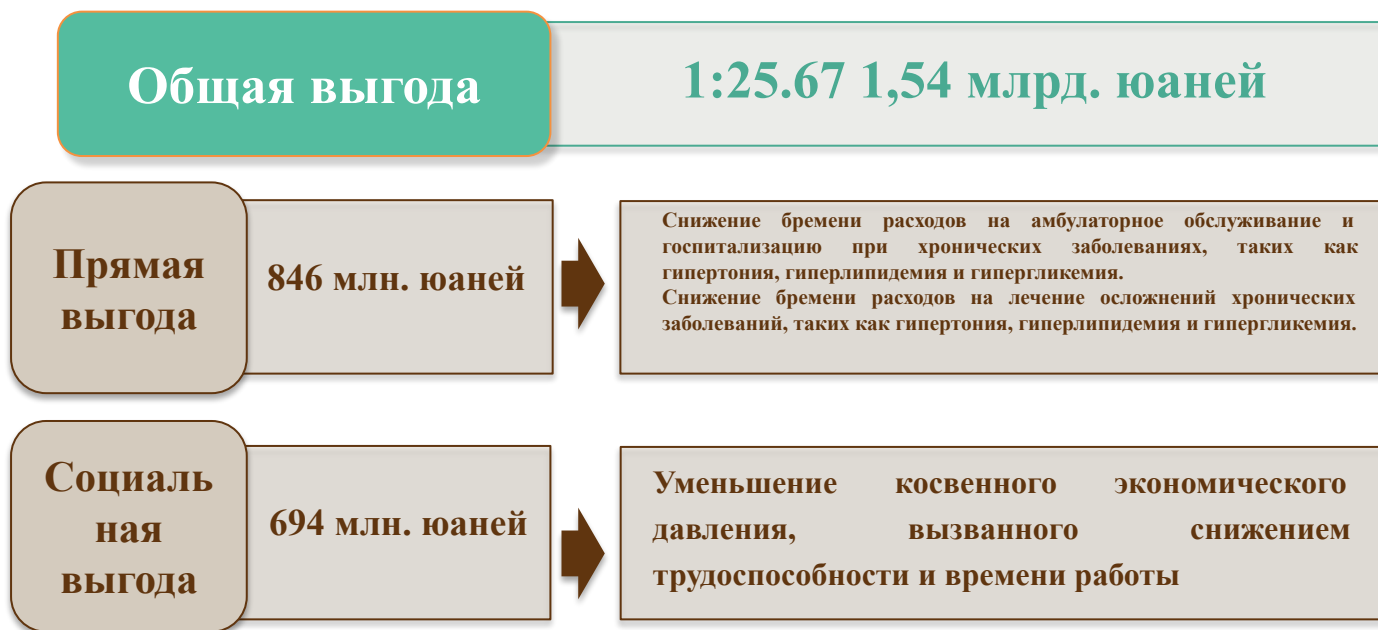 Общая выгода
1:25.67 1,54 млрд. юаней
Прямая
выгода
846 млн. юаней
Снижение бремени расходов на амбулаторное обслуживание и
госпитализацию при хронических заболеваниях, таких как
гипертония, гиперлипидемия и гипергликемия.
Снижение бремени расходов на лечение осложнений хронических
заболеваний, таких как гипертония, гиперлипидемия и гипергликемия.
Социаль
ная
выгода
694 млн. юаней
Уменьшение косвенного экономического
давления, вызванного снижением
трудоспособности и времени работы